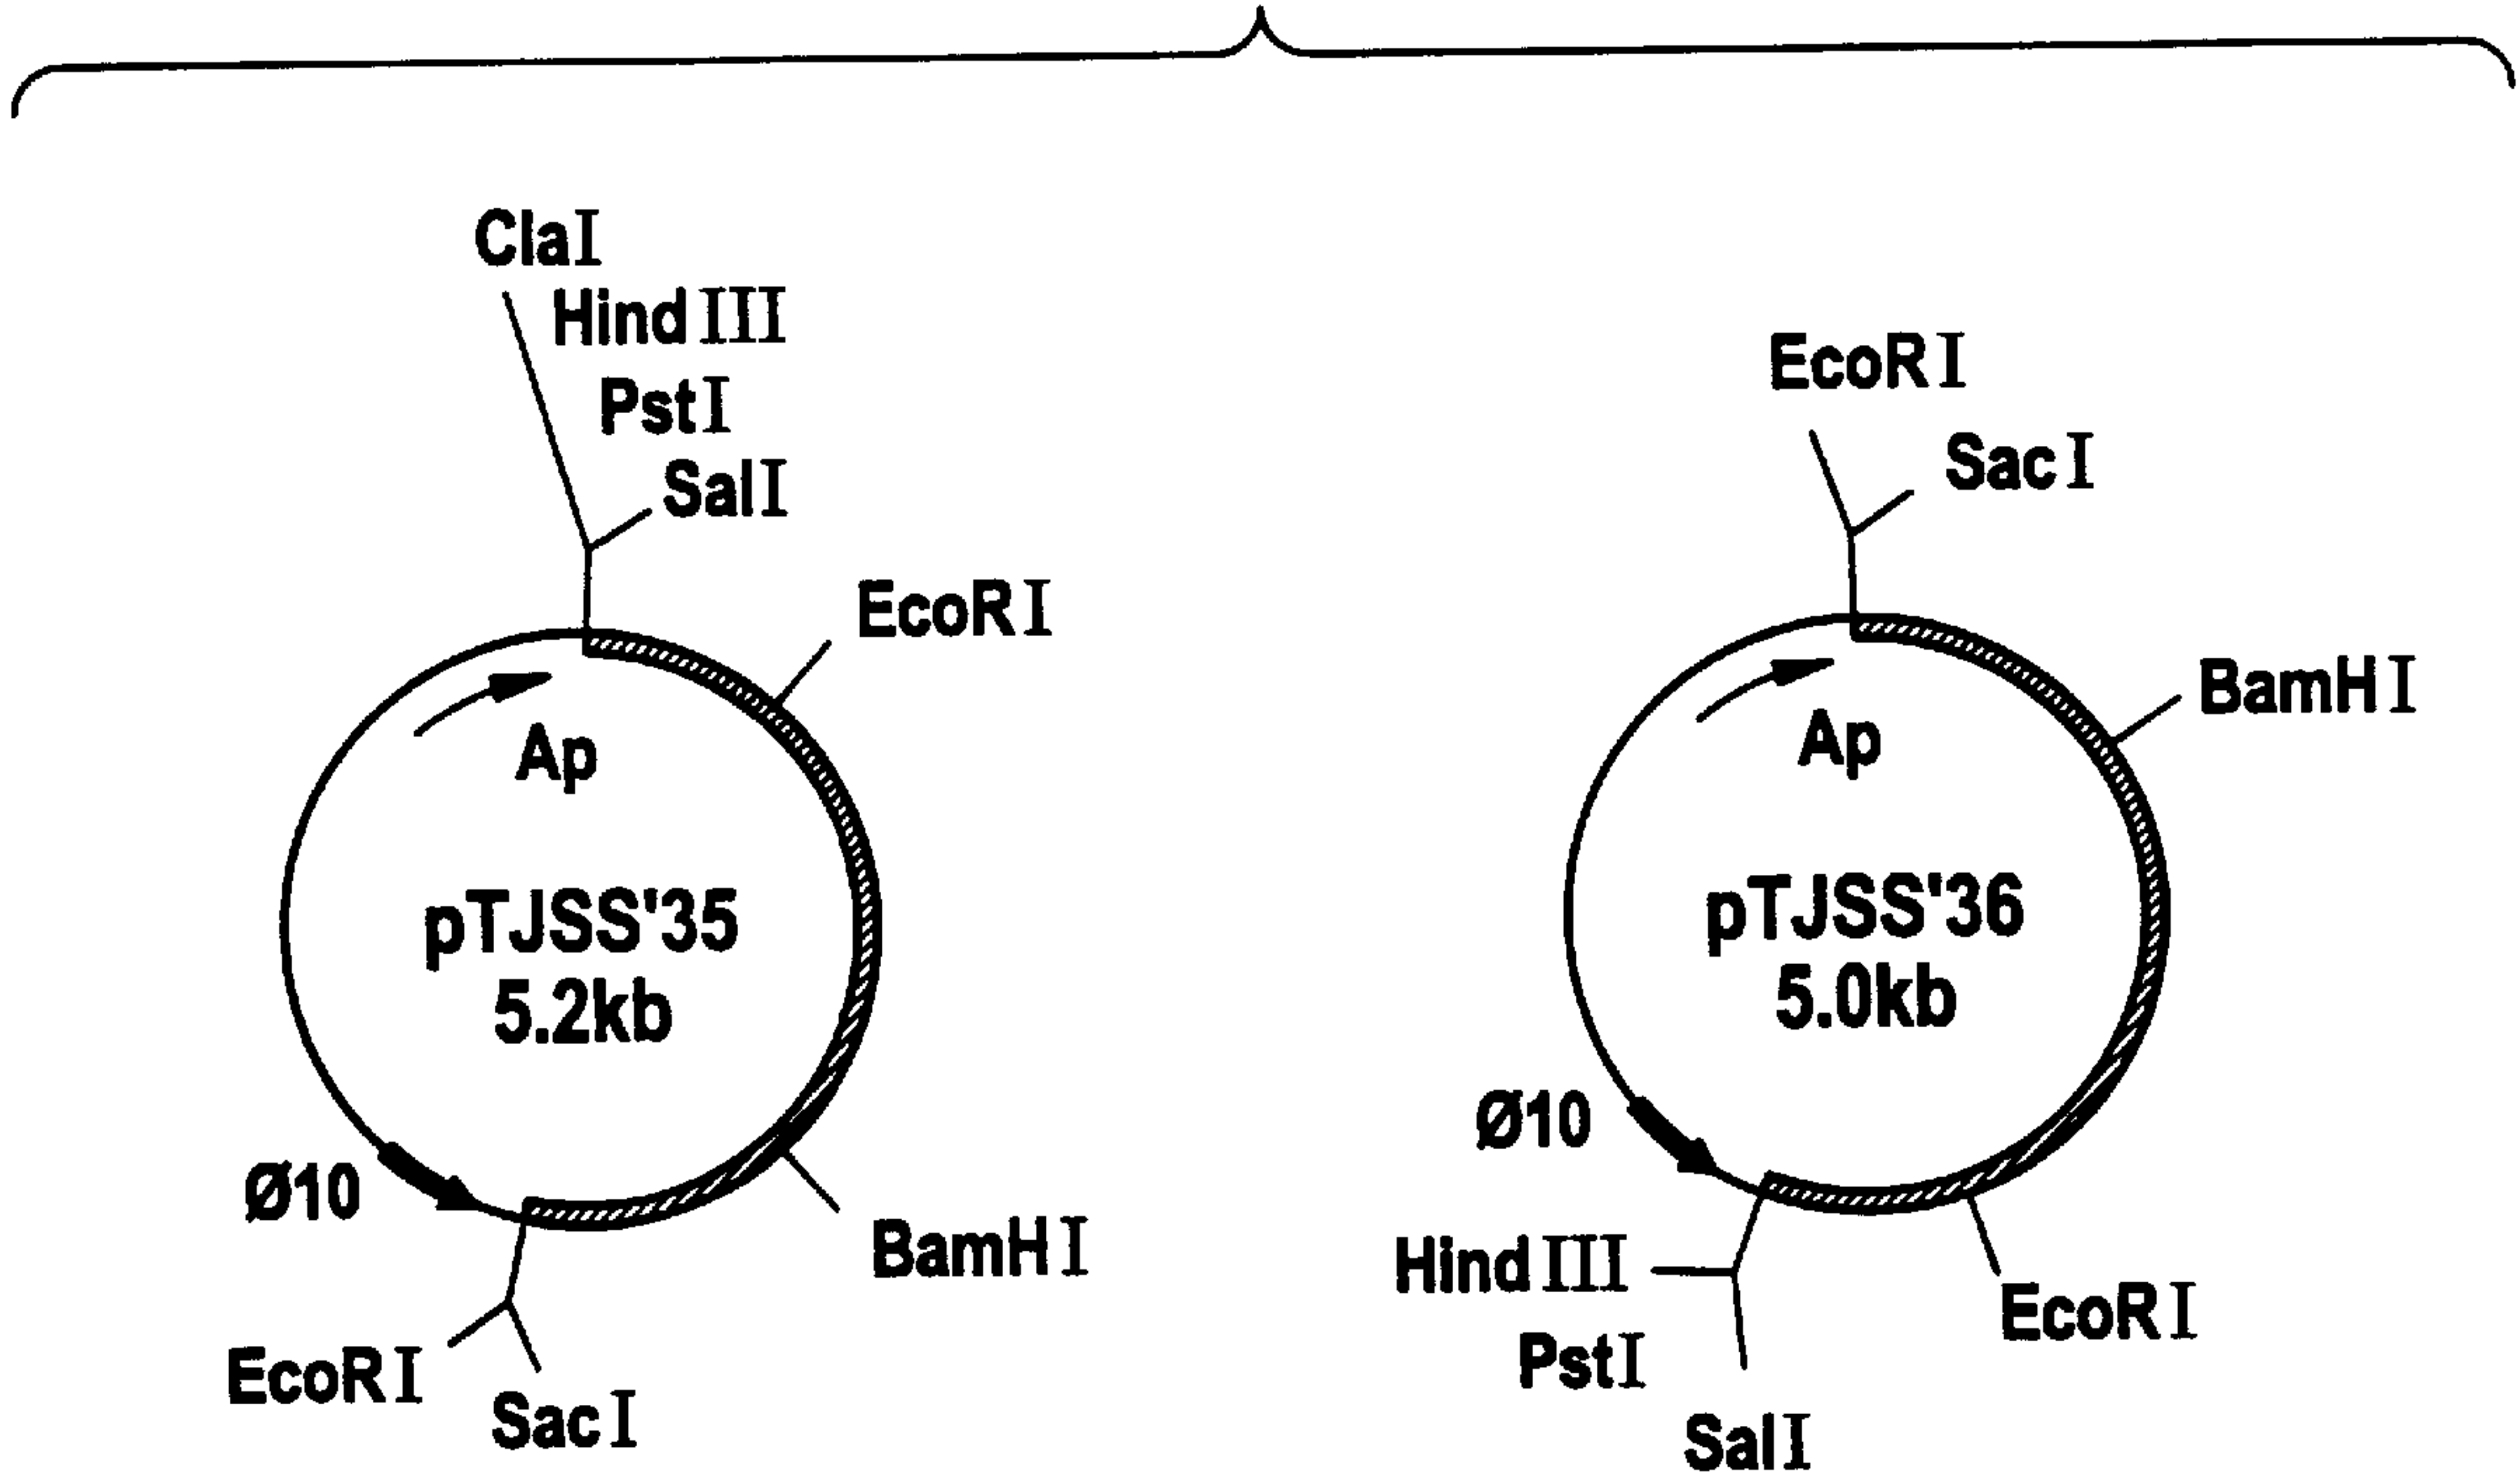 ClaI
HindIII
PstI
SalI
EcoRI
Ap
pTJSS'35
5.2kb
Ø10
BamHI
EcoRI
SacI
EcoRI
SacI
BamHI
Ap
pTJSS'36
5.0kb
Ø10
HindIII
PstI
SalI
EcoRI